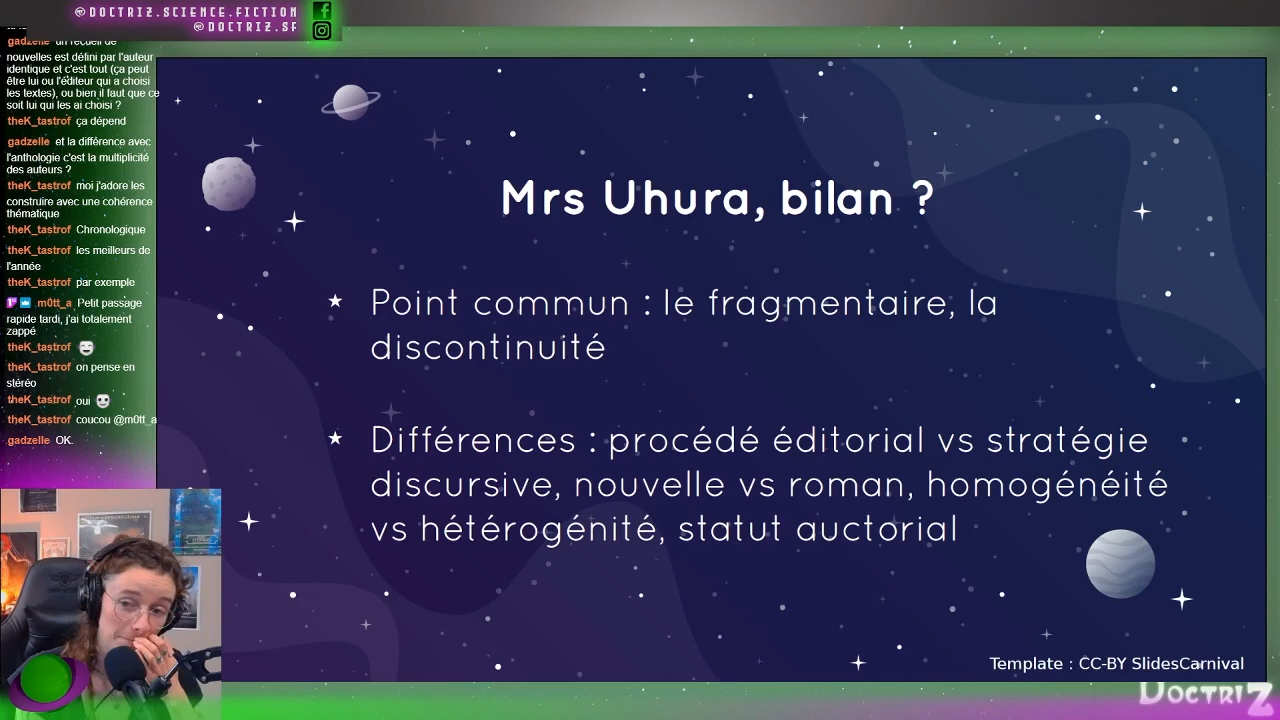 @DOCTRIZ.SCIENCE.FICTION
@DOCTRIZ.SF
gadzelle un recueil de
nouvelles est défini par l'auteur
identique et c'est tout (ça peut
être lui ou l'éditeur qui a choisi
les textes), ou bien il faut que ce
soit lui qui les ai choisi ?
theK_tastrof ça dépend
gadzelle et la différence avec
l'anthologie c'est la multiplicité
des auteurs ?
theK_tastrof moi j'adore les
construire avec une cohérence
thématique
theK_tastrof Chronologique
theK_tastrof les meilleurs de
l'année
theK_tastrof par exemple
m0tt_a Petit passage
rapide tardi, j'ai totalement
zappé
theK_tastrof
theK_tastrof on pense en
stéréo
theK_tastrof oui
theK_tastrof coucou @m0tt_a
gadzelle OK.
Mrs Uhura, bilan ?
Point commun : le fragmentaire, la
discontinuité
Différences : procédé éditorial vs stratégie
discursive, nouvelle vs roman, homogénéité
vs hétérogénité, statut auctorial
Template : CC-BY SlidesCarnival
DOCTRIZ